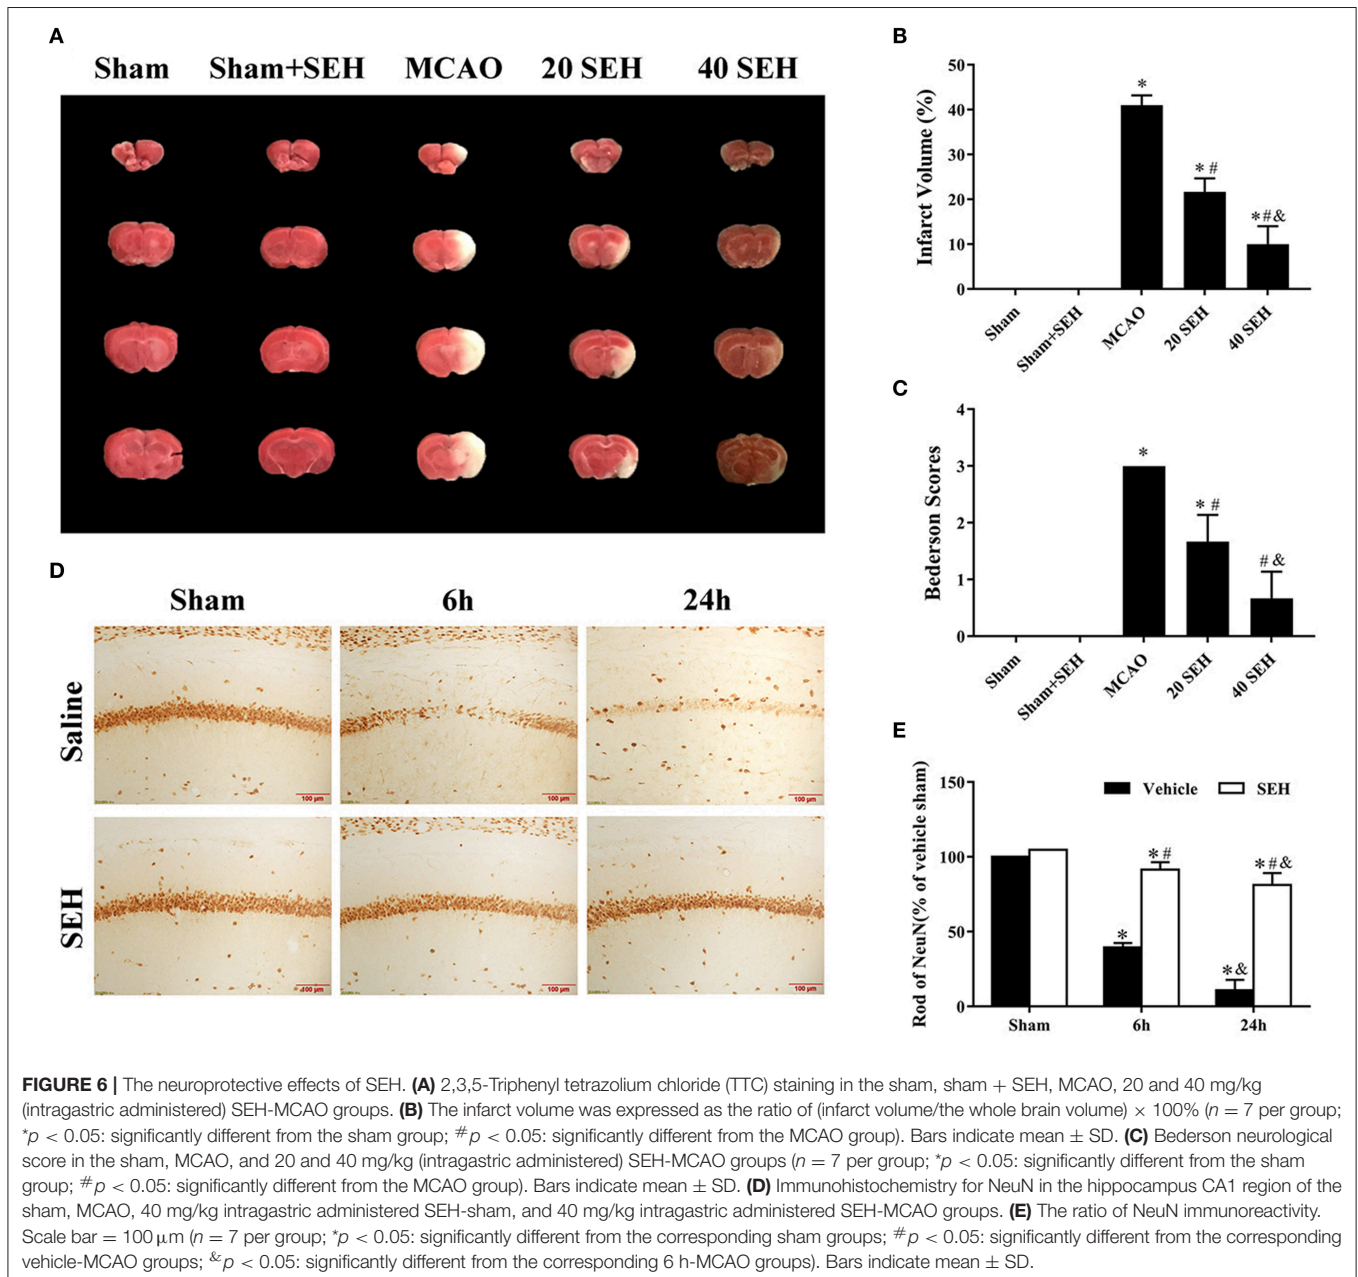 A
Sham Sham+SEH MCAO 20 SEH 40 SEH
B
Infarct Volume (%)
50
40
30
20
10
0
*
* #
*#&
Sham
Sham+SEH
MCAO
20 SEH
40 SEH
C
Bederson Scores
4
3
2
1
0
*
* #
# &
Sham
Sham+SEH
MCAO
20 SEH
40 SEH
D
Sham 6h 24h
Saline
100 μm
100 μm
100 μm
SEH
100 μm
100 μm
100 μm
E
Rod of NeuN(% of vehicle sham)
150
100
50
0
Vehicle SEH
*
* #
*&
*#&
Sham 6h 24h
FIGURE 6 | The neuroprotective effects of SEH. (A) 2,3,5-Triphenyl tetrazolium chloride (TTC) staining in the sham, sham + SEH, MCAO, 20 and 40 mg/kg
(intragastric administered) SEH-MCAO groups. (B) The infarct volume was expressed as the ratio of (infarct volume/the whole brain volume) × 100% (n = 7 per group;
*p < 0.05: significantly different from the sham group; #p < 0.05: significantly different from the MCAO group). Bars indicate mean ± SD. (C) Bederson neurological
score in the sham, MCAO, and 20 and 40 mg/kg (intragastric administered) SEH-MCAO groups (n = 7 per group; *p < 0.05: significantly different from the sham
group; #p < 0.05: significantly different from the MCAO group). Bars indicate mean ± SD. (D) Immunohistochemistry for NeuN in the hippocampus CA1 region of the
sham, MCAO, 40 mg/kg intragastric administered SEH-sham, and 40 mg/kg intragastric administered SEH-MCAO groups. (E) The ratio of NeuN immunoreactivity.
Scale bar = 100 μm (n = 7 per group; *p < 0.05: significantly different from the corresponding sham groups; #p < 0.05: significantly different from the corresponding
vehicle-MCAO groups; &p < 0.05: significantly different from the corresponding 6 h-MCAO groups). Bars indicate mean ± SD.